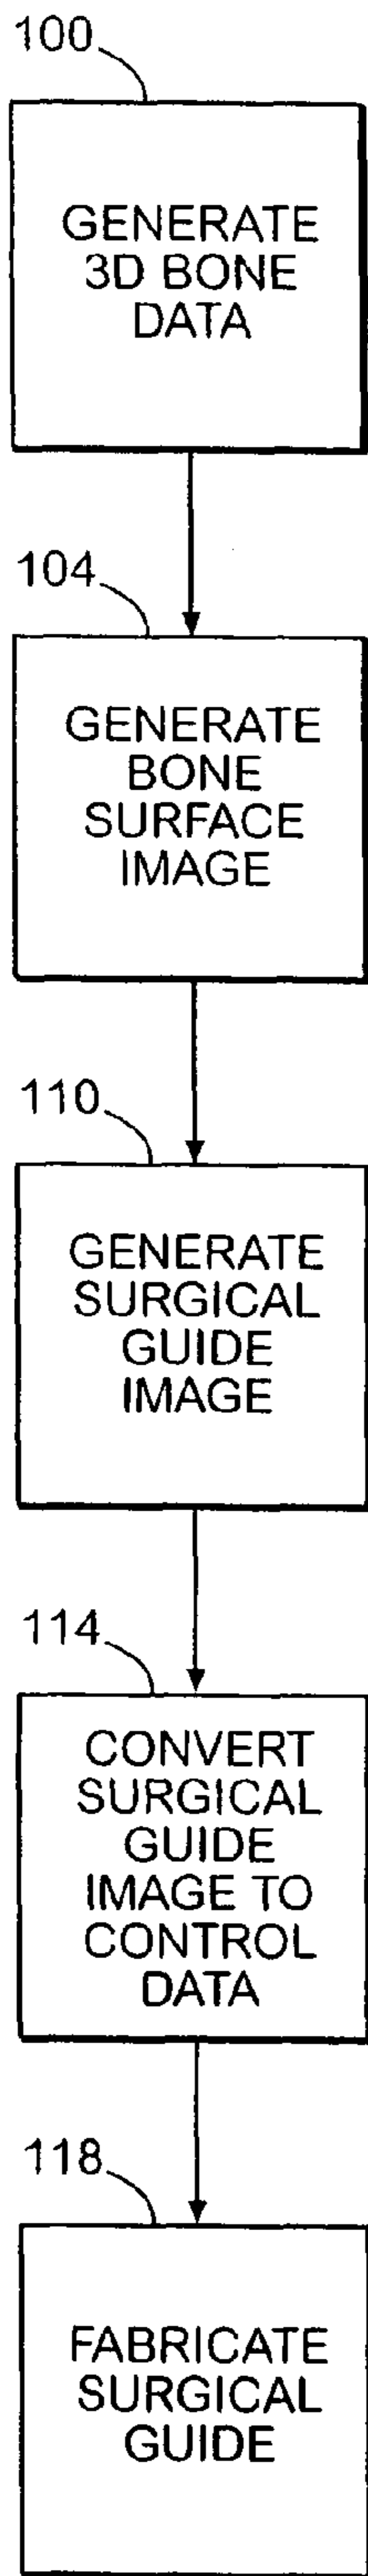 100
GENERATE
3D BONE
DATA
104
GENERATE
BONE
SURFACE
IMAGE
110
GENERATE
SURGICAL
GUIDE
IMAGE
114
CONVERT
SURGICAL
GUIDE
IMAGE TO
CONTROL
DATA
118
FABRICATE
SURGICAL
GUIDE